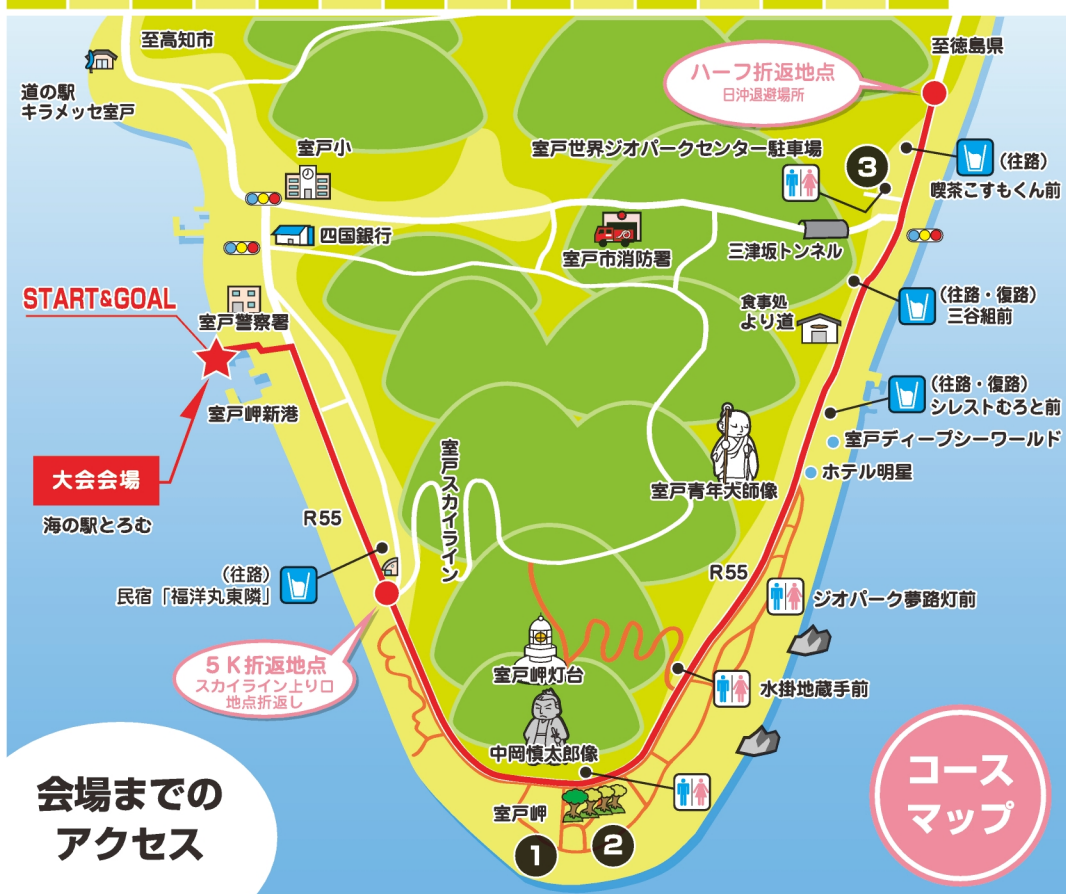 至高知市
至徳島県
道の駅
キラメッセ室戸
ハーフ折返地点
日沖退避場所
室戸小
室戸世界ジオパークセンター駐車場
3
(往路)
喫茶こすもくん前
四国銀行
室戸市消防署
三津坂トンネル
START&GOAL
室戸警察署
食事処
より道
(往路・復路)
三谷組前
室戸岬新港
(往路・復路)
シレストむろと前
室戸ディープシーワールド
ホテル明星
大会会場
海の駅とろむ
室戸スカイライン
室戸青年大師像
R55
R55
(往路)
民宿「福洋丸東隣」
ジオパーク夢路灯前
5K折返地点
スカイライン上り口
地点折返し
室戸岬灯台
水掛地蔵手前
中岡慎太郎像
室戸岬
1
2
会場までの
アクセス
コース
マップ